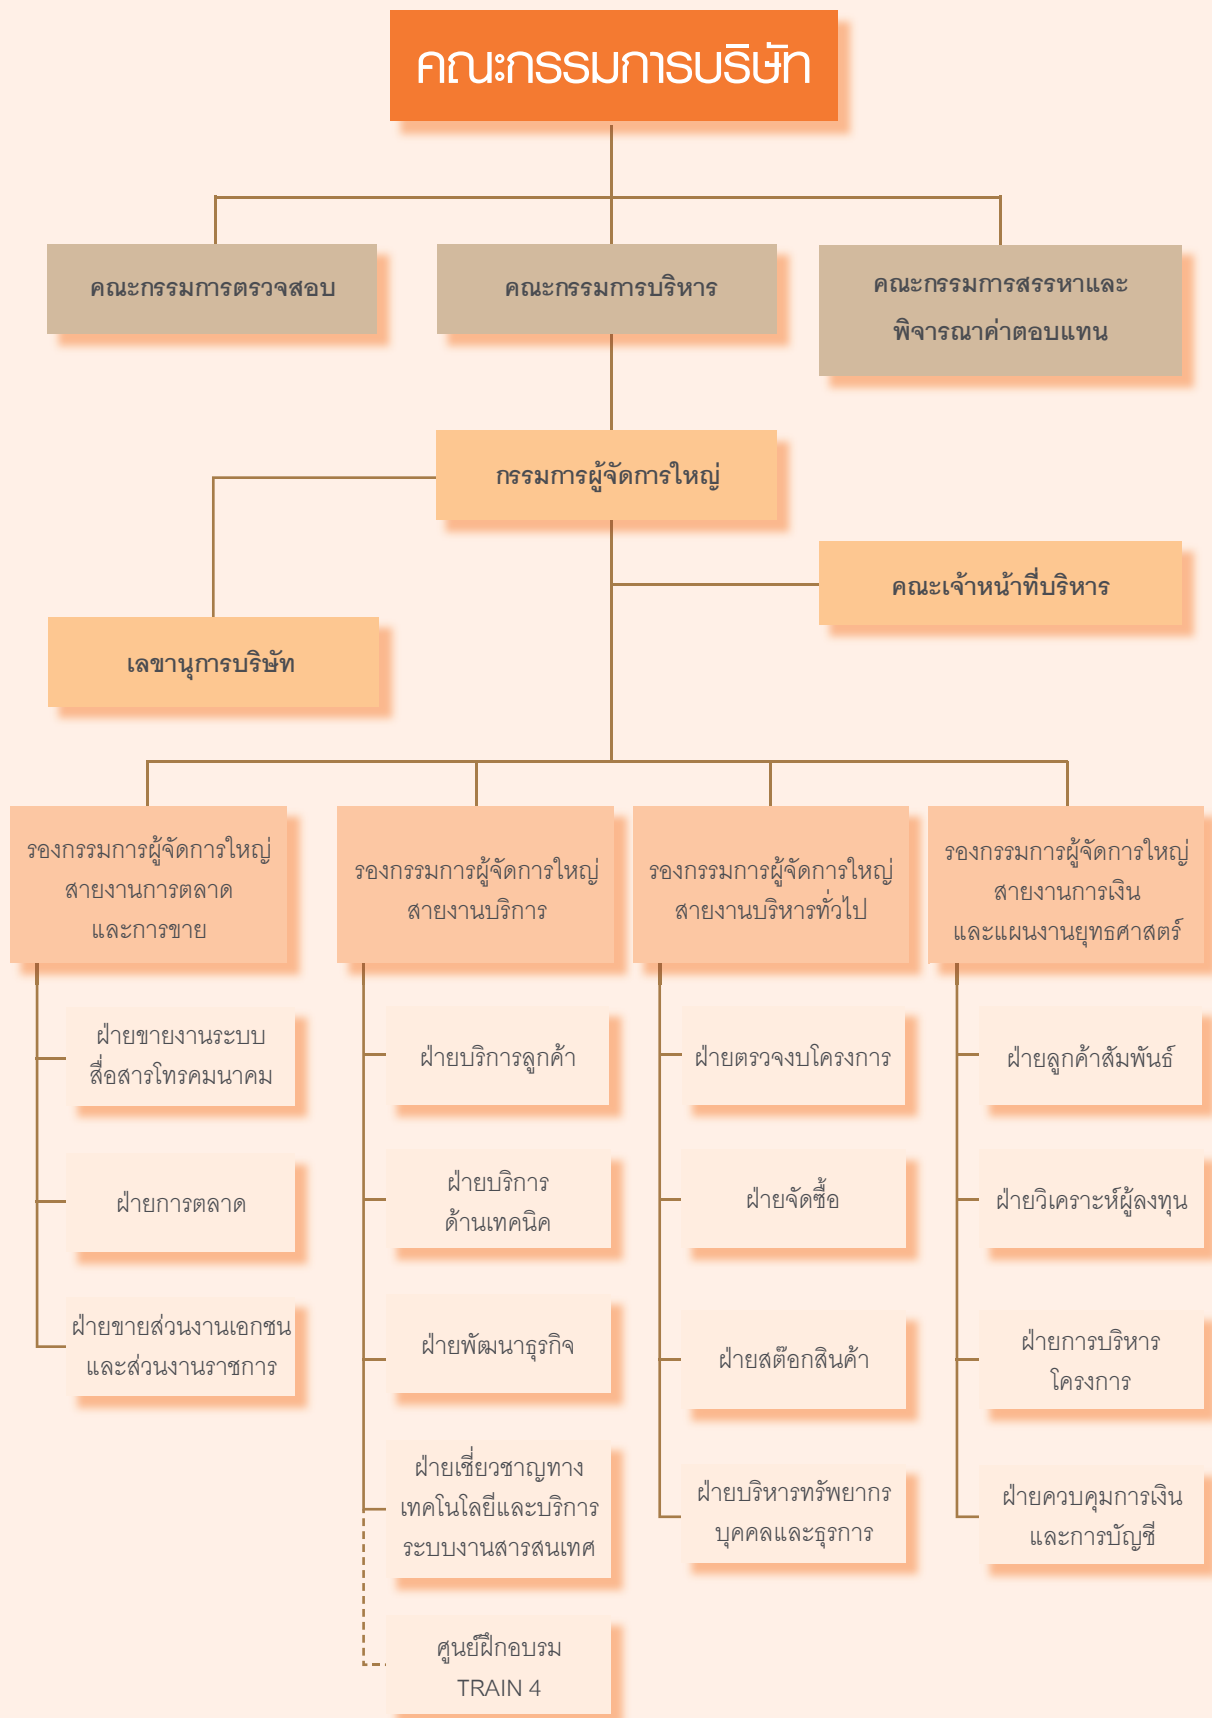 คณะกรรมการบริษัท
คณะกรรมการตรวจสอบ
คณะกรรมการบริหาร
คณะกรรมการสรรหาและ
พิจารณาค่าตอบแทน
กรรมการผู้จัดการใหญ่
คณะเจ้าหน้าที่บริหาร
เลขานุการบริษัท
รองกรรมการผู้จัดการใหญ่
สายงานการตลาด
และการขาย
รองกรรมการผู้จัดการใหญ่
สายงานบริการ
รองกรรมการผู้จัดการใหญ่
สายงานบริหารทั่วไป
รองกรรมการผู้จัดการใหญ่
สายงานการเงิน
และแผนงานยุทธศาสตร์
ฝ่ายขายงานระบบ
สื่อสารโทรคมนาคม
ฝ่ายการตลาด
ฝ่ายขายส่วนงานเอกชน
และส่วนงานราชการ
ฝ่ายบริการลูกค้า
ฝ่ายบริการ
ด้านเทคนิค
ฝ่ายพัฒนาธุรกิจ
ฝ่ายเชี่ยวชาญทาง
เทคโนโลยีและบริการ
ระบบงานสารสนเทศ
ศูนย์ฝึกอบรม
TRAIN 4
ฝ่ายตรวจงบโครงการ
ฝ่ายจัดซื้อ
ฝ่ายสต๊อกสินค้า
ฝ่ายบริหารทรัพยากร
บุคคลและธุรการ
ฝ่ายลูกค้าสัมพันธ์
ฝ่ายวิเคราะห์ผู้ลงทุน
ฝ่ายการบริหาร
โครงการ
ฝ่ายควบคุมการเงิน
และการบัญชี